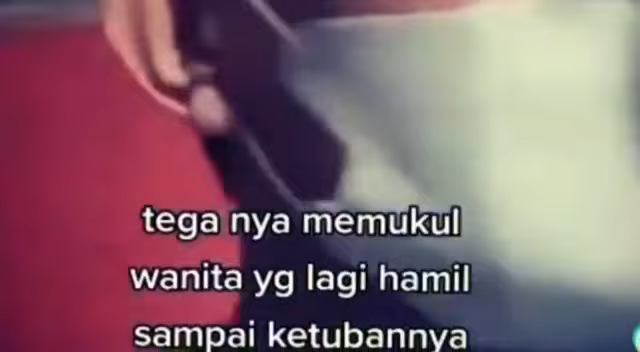 tega nya memukul
wanita yg lagi hamil
sampai ketubannya